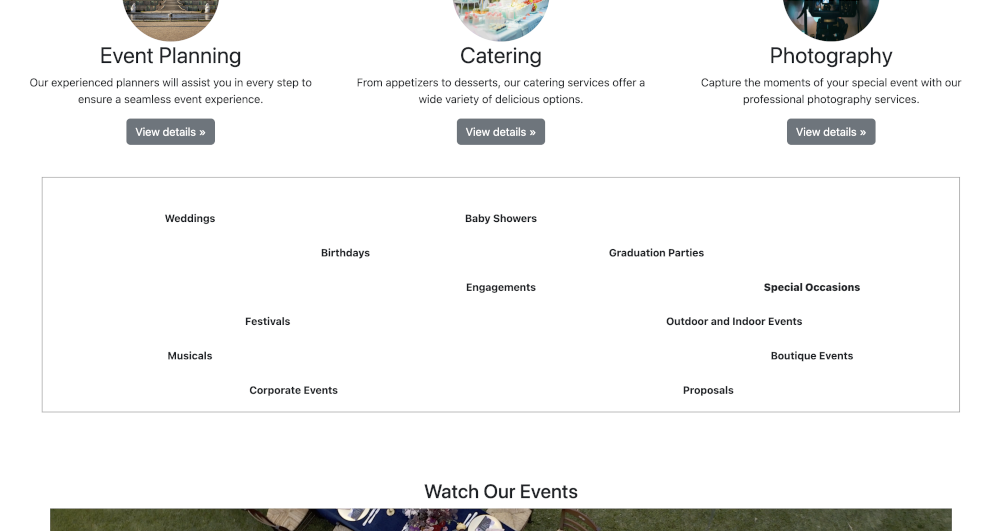 Event Planning
Our experienced planners will assist you in every step to
ensure a seamless event experience.
View details »
Catering
From appetizers to desserts, our catering services offer a
wide variety of delicious options.
View details »
Photography
Capture the moments of your special event with our
professional photography services.
View details »
Weddings
Baby Showers
Birthdays
Graduation Parties
Engagements
Special Occasions
Festivals
Outdoor and Indoor Events
Musicals
Boutique Events
Corporate Events
Proposals
Watch Our Events